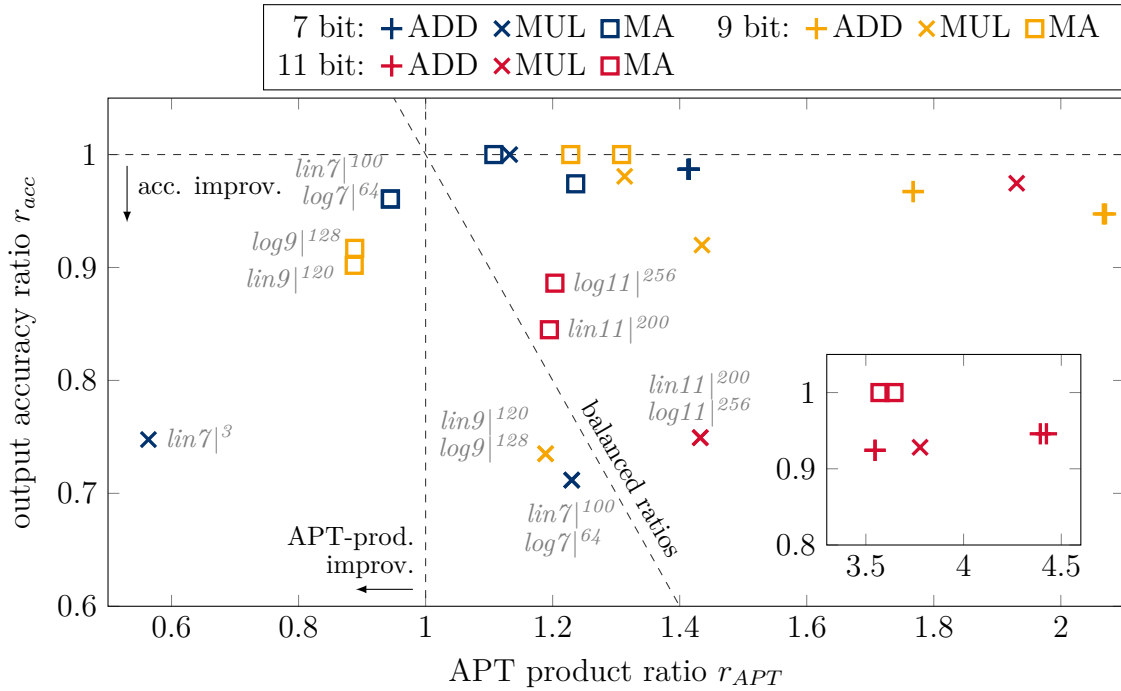 7 bit: ADD MUL MA 9 bit: ADD MUL MA
11 bit: ADD MUL MA
output accuracy ratio r_acc
1
0.9
0.8
0.7
0.6
acc. improv.
lin7|^100
log7|^64
log9|^128
lin9|^120
log11|^256
lin11|^200
lin11|^200
log11|^256
lin7|^3
lin9|^120
log9|^128
lin7|^100
log7|^64
balanced ratios
APT-prod.
improv.
1
0.9
0.8
3.5 4 4.5
0.6 0.8 1 1.2 1.4 1.6 1.8 2
APT product ratio r_APT